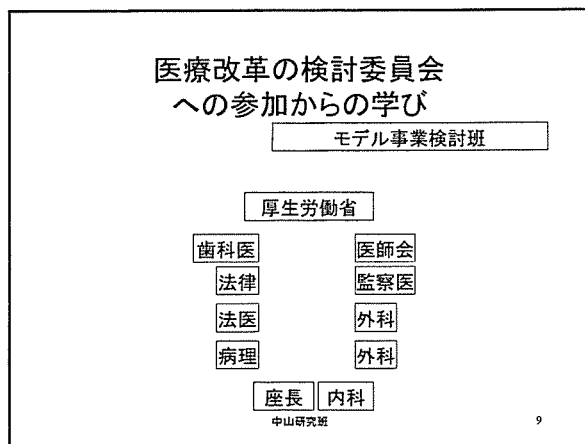 医療改革の検討委員会
への参加からの学び
モデル事業検討班
厚生労働省
歯科医 医師会
法律 監察医
法医 外科
病理 外科
座長 内科
中山研究班 9